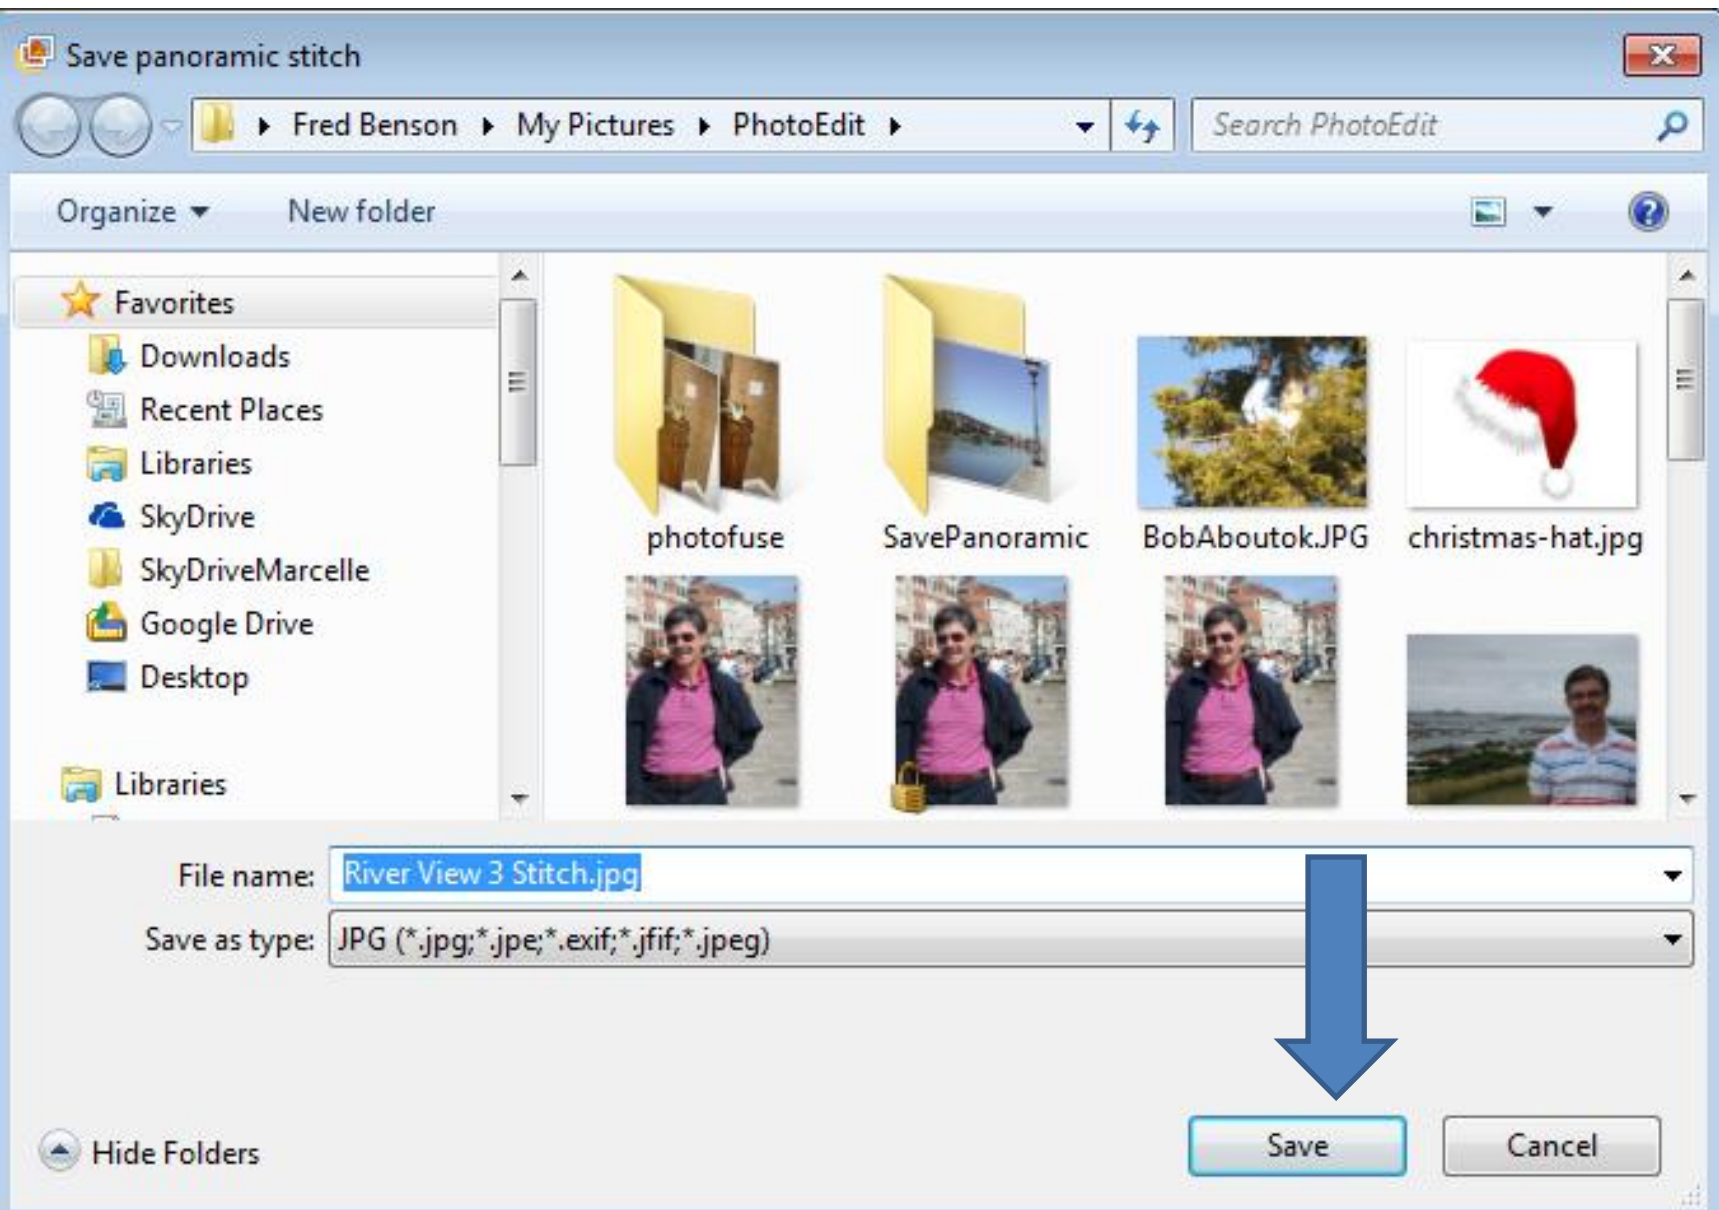 Save panoramic stitch
Fred Benson My Pictures PhotoEdit
Search PhotoEdit
Organize
New folder
Favorites
Downloads
Recent Places
Libraries
SkyDrive
SkyDriveMarcelle
Google Drive
Desktop
Libraries
photofuse
SavePanoramic
BobAboutok.JPG
christmas-hat.jpg
File name: River View 3 Stitch.jpg
Save as type: JPG (*.jpg;*.jpe;*.exif;*.jfif;*.jpeg)
Hide Folders
Save
Cancel